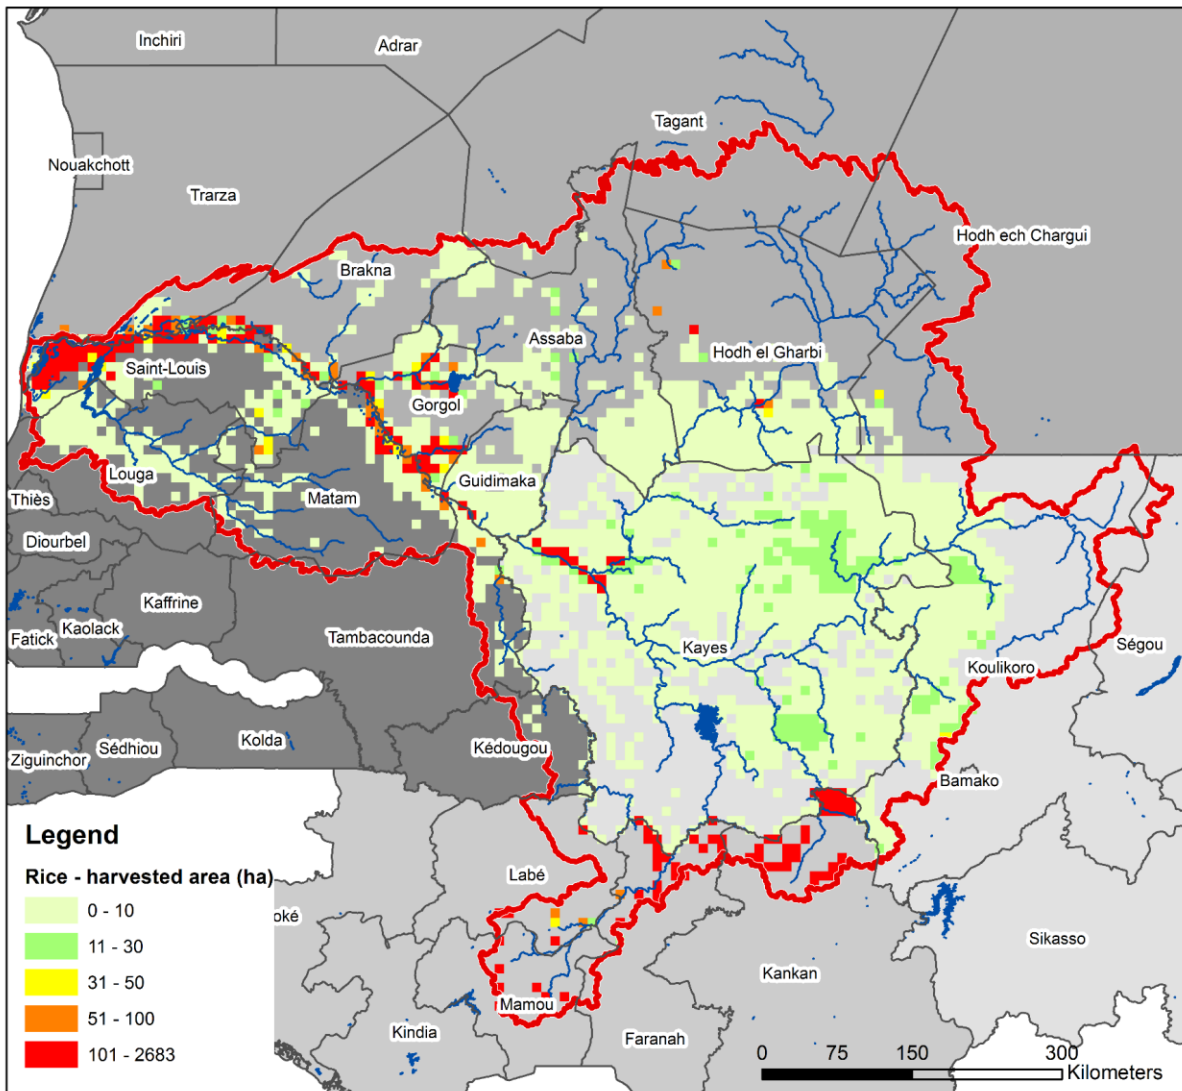 Inchiri
Adrar
Tagant
Nouakchott
Trarza
Hodh ech Chargui
Brakna
Assaba
Hodh el Gharbi
Saint-Louis
Gorgol
Louga
Guidimaka
Thiès
Matam
Diourbel
Kaffrine
Fatick
Kaolack
Tambacounda
Kayes
Ségou
Koulikoro
Ziguinchor
Sédhiou
Kolda
Kédougou
Bamako
Legend
Rice - harvested area (ha)
0 - 10
11 - 30
31 - 50
51 - 100
101 - 2683
Labé
oké
Sikasso
Kankan
Mamou
Kindia
Faranah
0 75 150 300
Kilometers